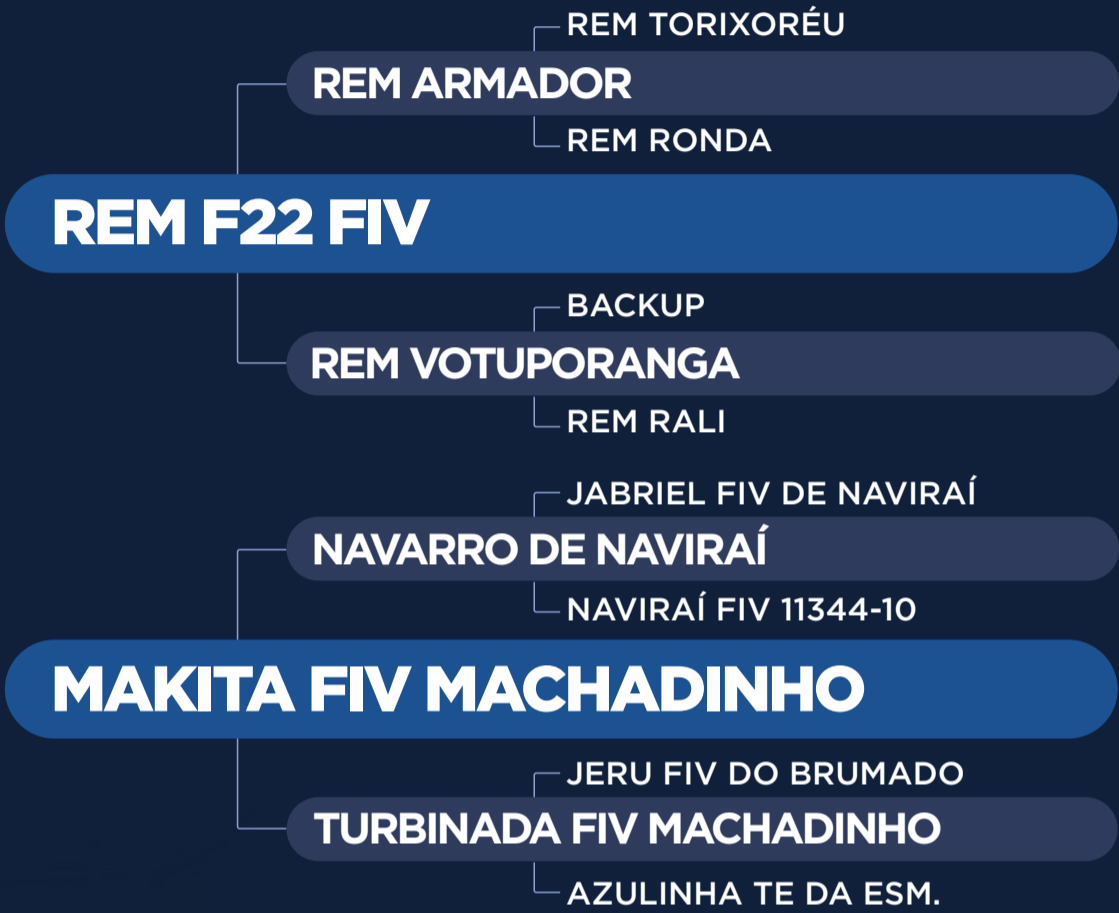 REM TORIXORÉU
REM ARMADOR
REM RONDA
REM F22 FIV
BACKUP
REM VOTUPORANGA
REM RALI
JABRIEL FIV DE NAVIRAÍ
NAVARRO DE NAVIRAÍ
NAVIRAÍ FIV 11344-10
MAKITA FIV MACHADINHO
JERU FIV DO BRUMADO
TURBINADA FIV MACHADINHO
AZULINHA TE DA ESM.